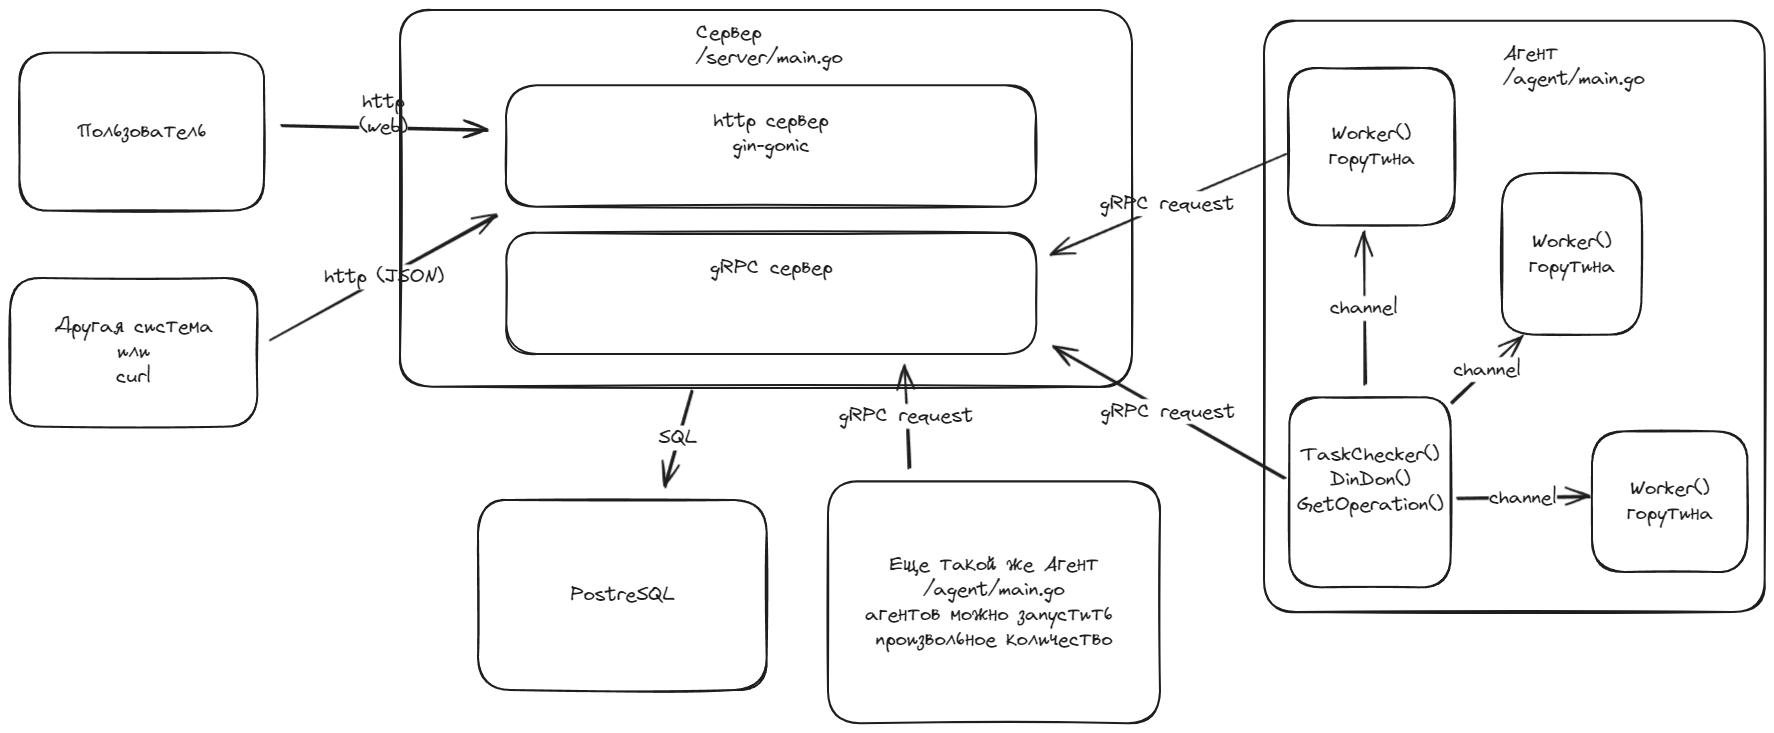 Пользователь
http
(web)
Сервер
/server/main.go
http сервер
gin-gonic
http (JSON)
gRPC сервер
Другая система
или
curl
gRPC request
Агент
/agent/main.go
Worker()
горутина
Worker()
горутина
channel
channel
gRPC request
TaskChecker()
DinDon()
GetOperation()
channel
Worker()
горутина
SQL
gRPC request
PostreSQL
Еще такой же Агент
/agent/main.go
агентов можно запустить
произвольное количество